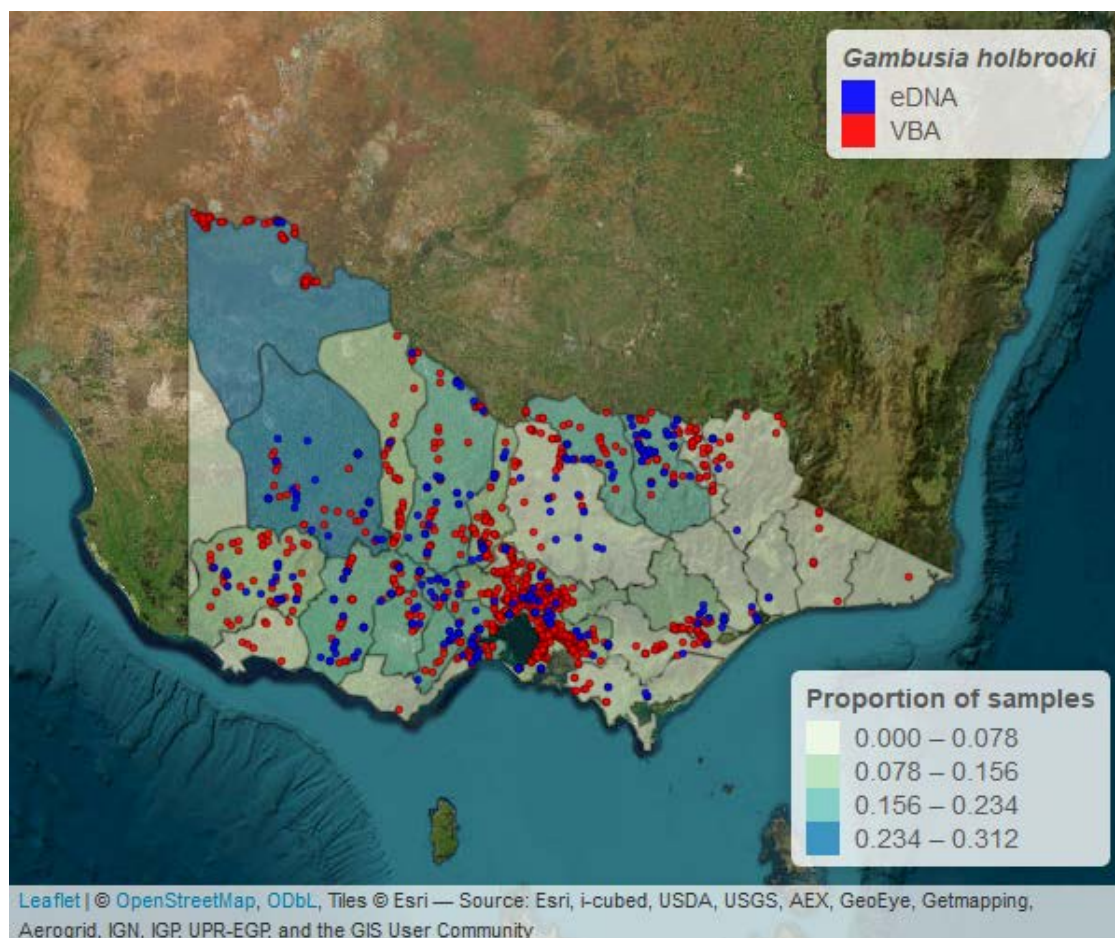 Gambusia holbrooki
eDNA
VBA
Proportion of samples
0.000 – 0.078
0.078 – 0.156
0.156 – 0.234
0.234 – 0.312
Leaflet | © OpenStreetMap, ODbL, Tiles © Esri — Source: Esri, i-cubed, USDA, USGS, AEX, GeoEye, Getmapping,
Aerogrid, IGN, IGP, UPR-EGP, and the GIS User Community